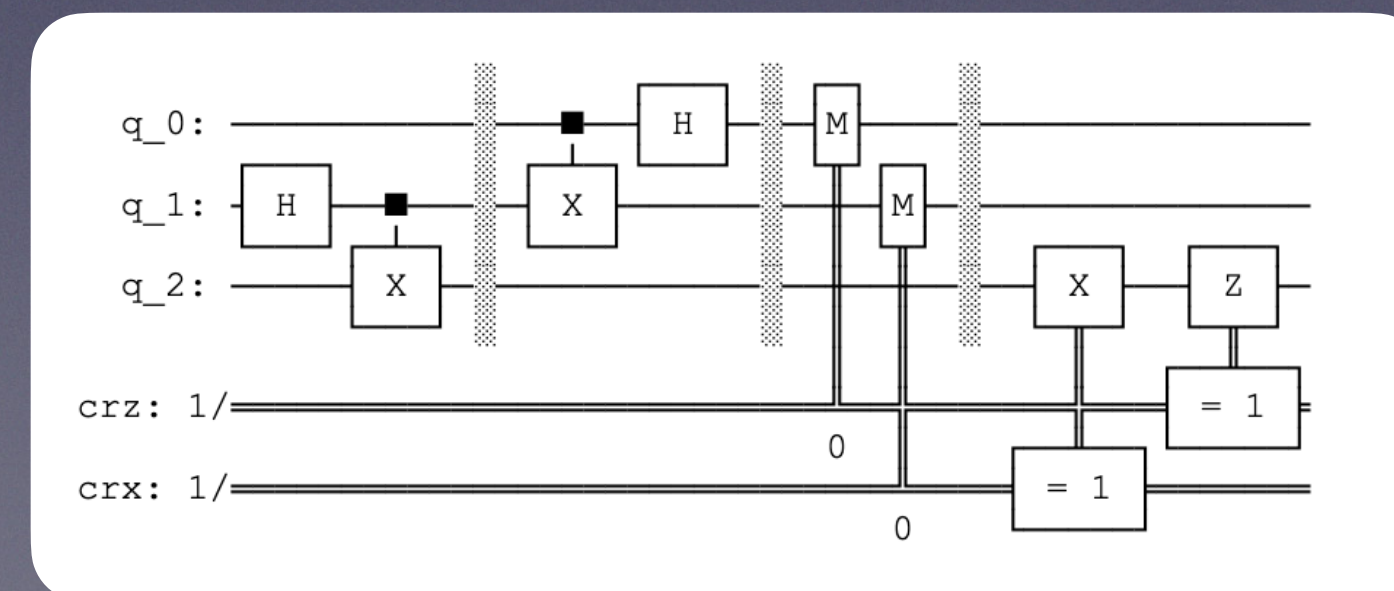 q_0: H M
q_1: H X M
q_2: X X Z
crz: 1/ = 1
0
crx: 1/ = 1
0